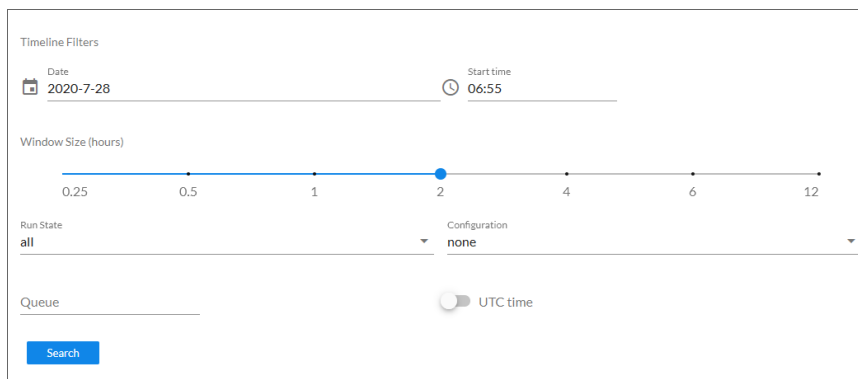 Timeline Filters
Date
Start time
2020-7-28
06:55
Window Size (hours)
0.25 0.5 1 2 4 6 12
Run State
Configuration
all
none
Queue
UTC time
Search